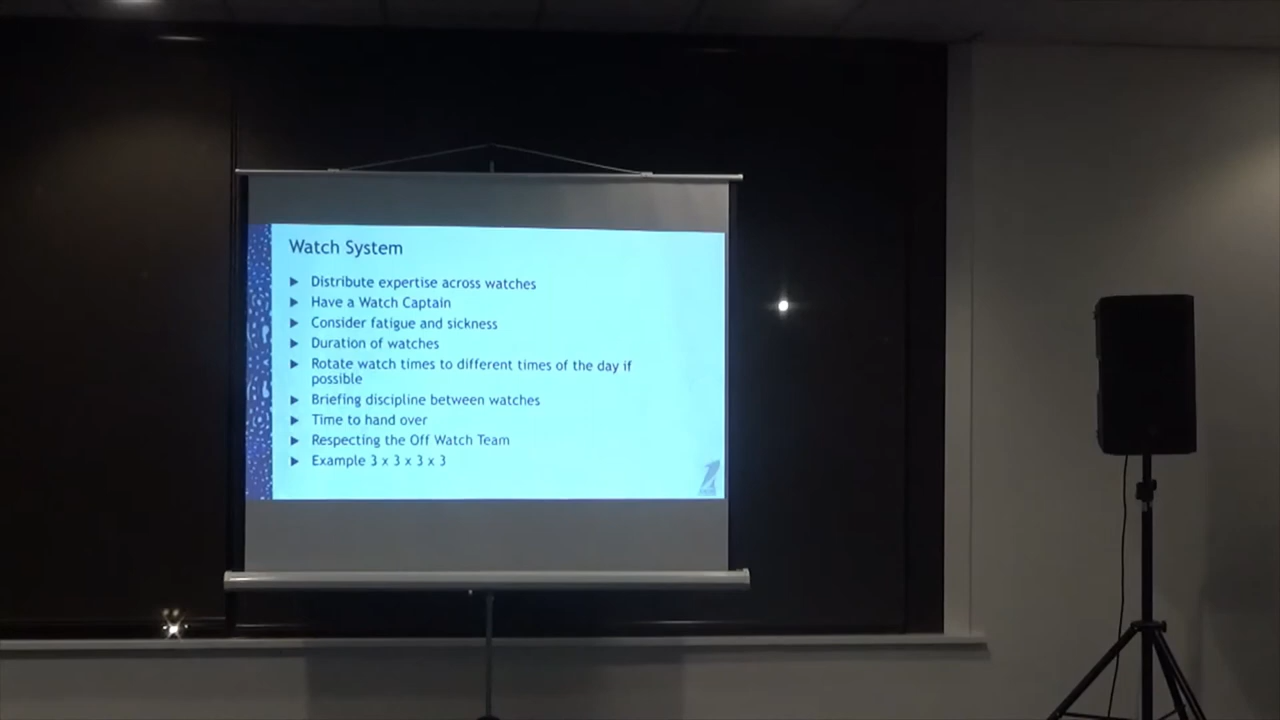 Watch System
Distribute expertise across watches
Have a Watch Captain
Consider fatigue and sickness
Duration of watches
Rotate watch times to different times of the day if
possible
Briefing discipline between watches
Time to hand over
Respecting the Off Watch Team
Example 3 x 3 x 3 x 3